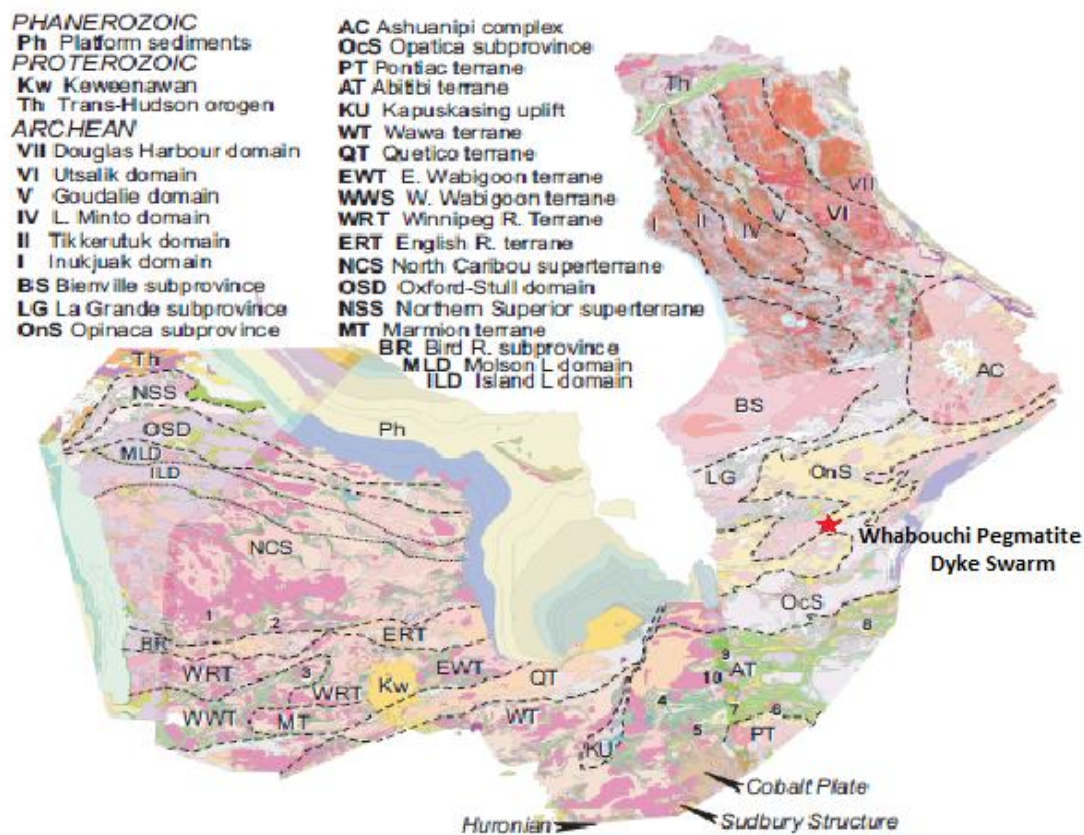 PHANEROZOIC
Ph Platform sediments
PROTEROZOIC
Kw Keweenawan
Th Trans-Hudson orogen
ARCHEAN
VII Douglas Harbour domain
VI Utsalik domain
V Goudalie domain
IV L. Minto domain
II Tikkerutuk domain
I Inukjuak domain
BS Bienville subprovince
LG La Grande subprovince
OnS Opinaca subprovince
AC Ashuanipi complex
OcS Opatica subprovince
PT Pontiac terrane
AT Abitibi terrane
KU Kapuskasing uplift
WT Wawa terrane
QT Quetico terrane
EWT E. Wabigoon terrane
WWS W. Wabigoon terrane
WRT Winnipeg R. Terrane
ERT English R. terrane
NCS North Caribou superterrane
OSD Oxford-Stull domain
NSS Northern Superior superterrane
MT Marmion terrane
BR Bird R. subprovince
MLD Molson L domain
ILD Island L domain
Th
I
VII
VI
V
IV
II
I
AC
BS
LG
OnS
Whabouchi Pegmatite
Dyke Swarm
OcS
Th
NSS
OSD
MLD
ILD
Ph
NCS
1
2
BR
ERT
WRT
3
WRT
Kw
EWT
QT
WWT
MT
WT
KU
4
5
6
7
8
9
10
AT
PT
Cobalt Plate
Sudbury Structure
Huronian